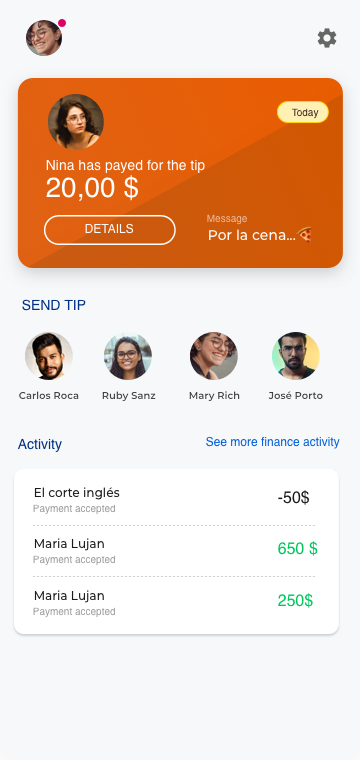 Today
Nina has payed for the tip
20,00 $
DETAILS
Message
Por la cena...🍕
SEND TIP
Carlos Roca
Ruby Sanz
Mary Rich
José Porto
Activity
See more finance activity
El corte inglés
-50$
Payment accepted
Maria Lujan
650 $
Payment accepted
Maria Lujan
250$
Payment accepted